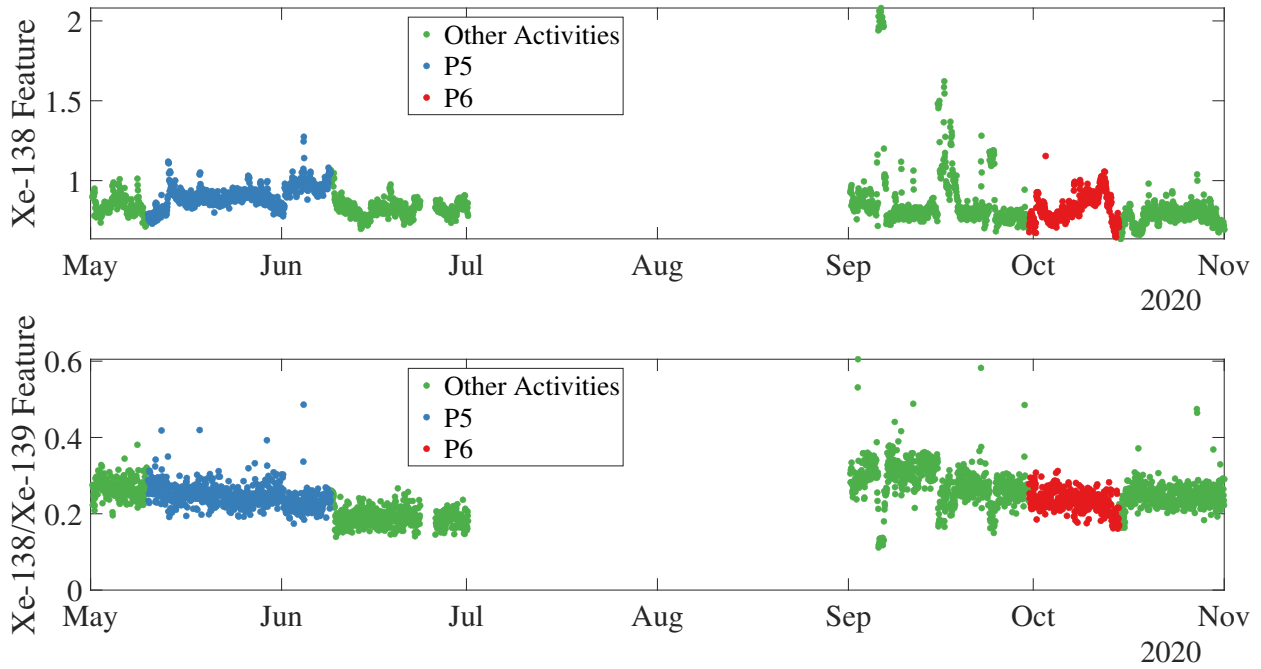 Xe-138 Feature
2
1.5
1
Other Activities
P5
P6
May Jun Jul Aug Sep Oct Nov
2020
Xe-138/Xe-139 Feature
0.6
0.4
0.2
0
Other Activities
P5
P6
May Jun Jul Aug Sep Oct Nov
2020